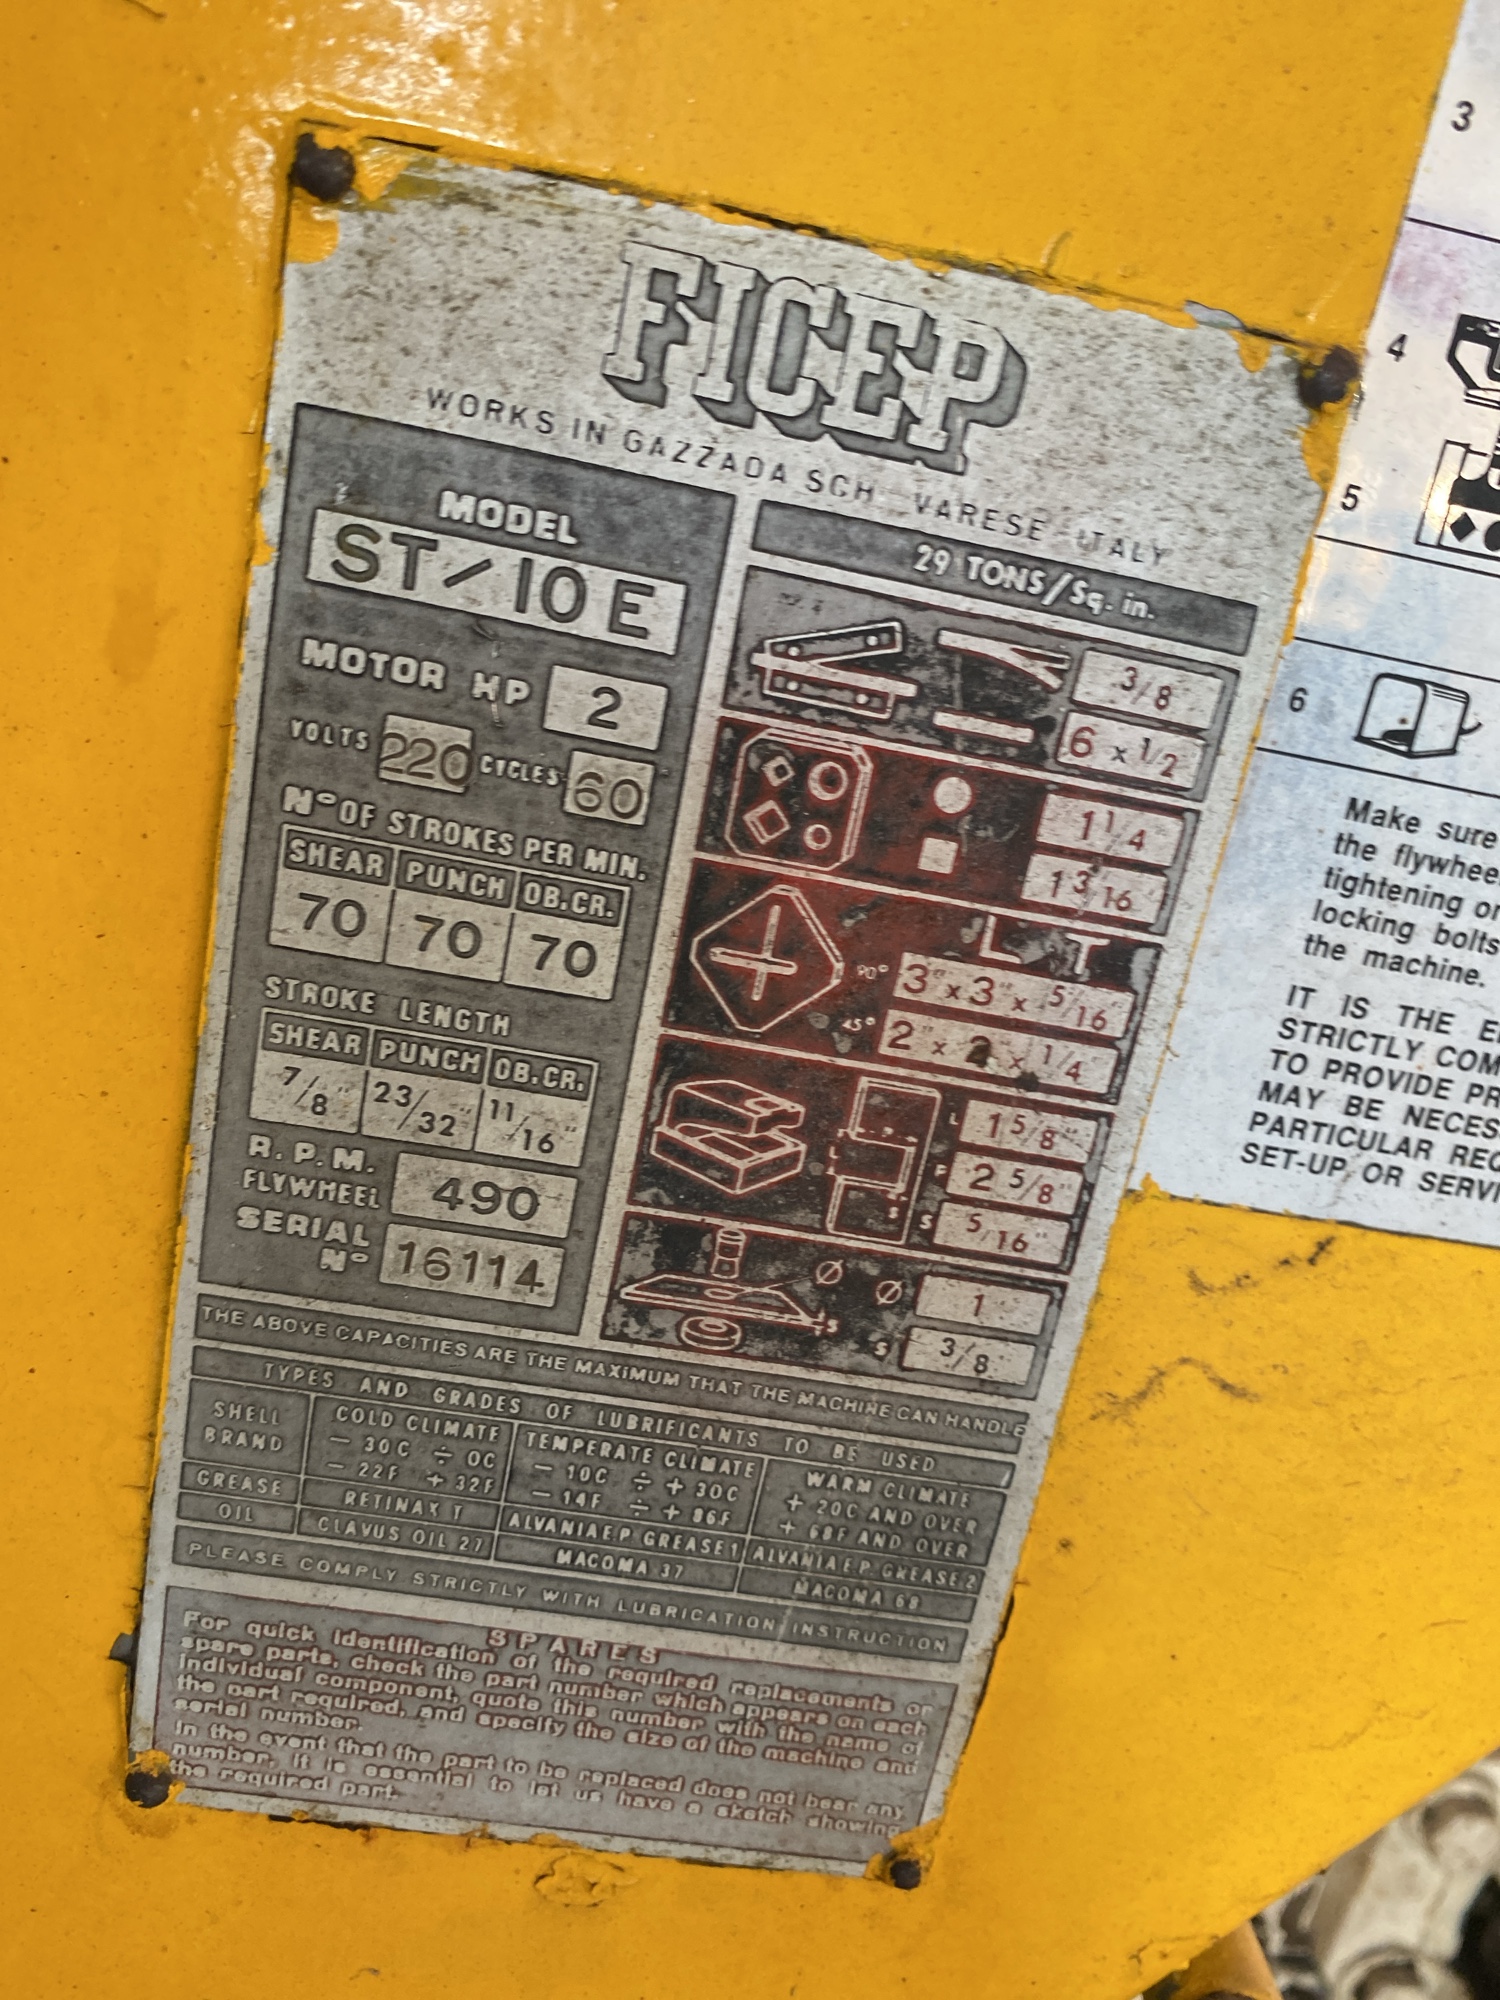 FICEP
WORKS IN GAZZADA SCH. VARESE ITALY
MODEL
ST/10 E
MOTOR HP 2
VOLTS 220 CYCLES 60
N° OF STROKES PER MIN.
SHEAR PUNCH OB.CR.
70 70 70
STROKE LENGTH
SHEAR PUNCH OB.CR.
7/8" 23/32" 11/16"
R.P.M.
FLYWHEEL 490
SERIAL
N° 16114
29 TONS/Sq. in.
3/8
6 x 1/2
1 1/4
1 3/16
L T
90° 3" x 3" x 5/16"
45° 2" x 2 x 1/4"
L 1 5/8"
F 2 5/8"
S S 5/16"
Ø Ø 1"
S S 3/8
THE ABOVE CAPACITIES ARE THE MAXIMUM THAT THE MACHINE CAN HANDLE
TYPES AND GRADES OF LUBRIFICANTS TO BE USED
SHELL
BRAND
COLD CLIMATE
- 30C ÷ 0C
- 22F + 32F
TEMPERATE CLIMATE
- 10C ÷ + 30C
- 14F ÷ + 86F
WARM CLIMATE
+ 20C AND OVER
+ 68F AND OVER
GREASE RETINAX T ALVANIA E.P. GREASE 1 ALVANIA E.P. GREASE 2
OIL CLAVUS OIL 27 MACOMA 37 MACOMA 68
PLEASE COMPLY STRICTLY WITH LUBRICATION INSTRUCTION
SPARES
For quick identification of the required replacements or
spare parts, check the part number which appears on each
individual component, quote this number with the name of
the part required, and specify the size of the machine and
serial number.
In the event that the part to be replaced does not bear any
number, it is essential to let us have a sketch showing
the required part.
3
4
5
6
Make sure
the flywhee
tightening or
locking bolts
the machine.
IT IS THE E
STRICTLY COM
TO PROVIDE PR
MAY BE NECES
PARTICULAR REQ
SET-UP, OR SERVI